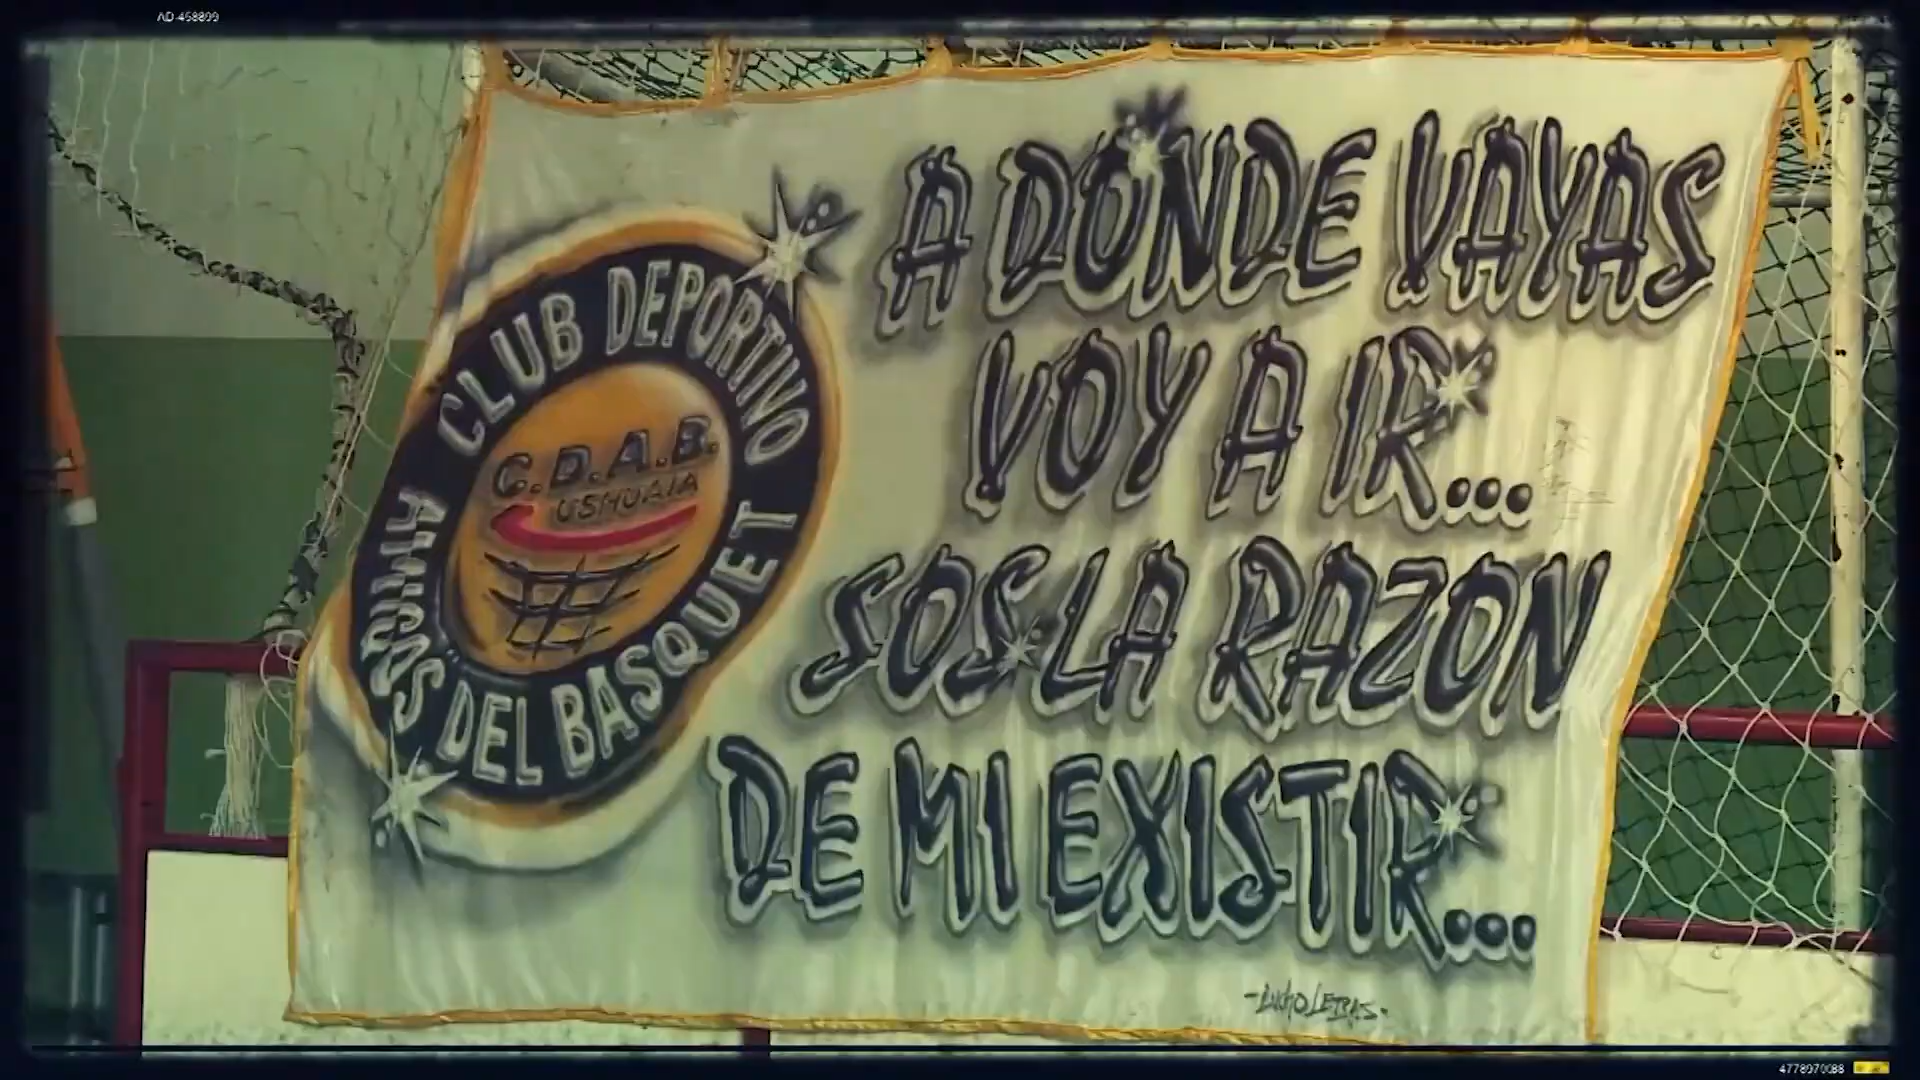 AD-458899
A DONDE VAYAS
VOY A IR...
SOS LA RAZON
DE MI EXISTIR...
CLUB DEPORTIVO
AMIGOS DEL BASQUET
C.D.A.B.
USHUAIA
-LUCHO LETRAS-
4778970088